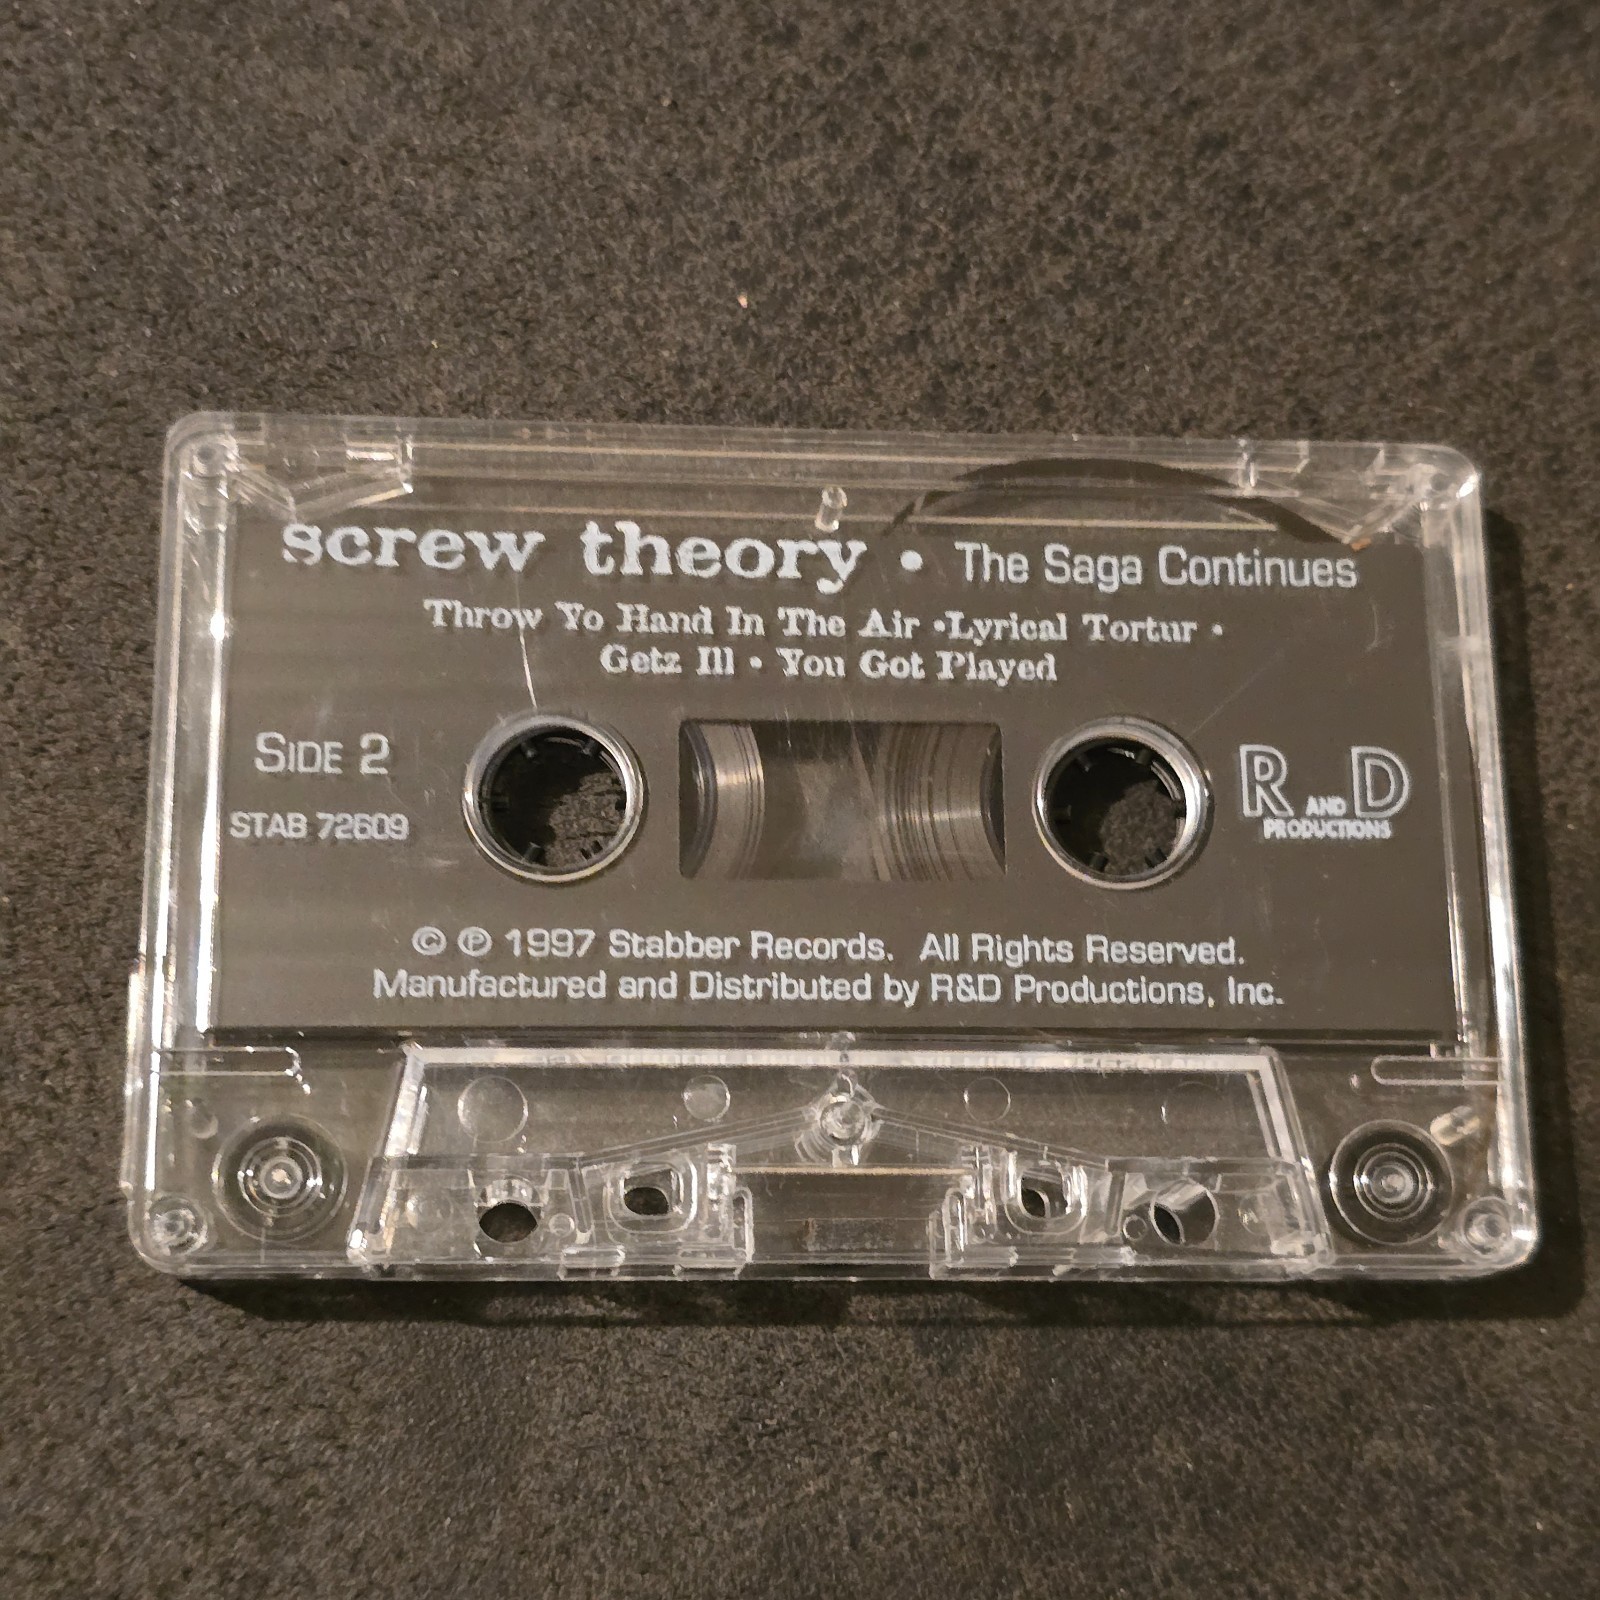 screw theory • The Saga Continues
Throw Yo Hand In The Air •Lyrical Tortur •
Getz Ill • You Got Played
SIDE 2
STAB 72609
R AND D
PRODUCTIONS
© ℗ 1997 Stabber Records. All Rights Reserved.
Manufactured and Distributed by R&D Productions, Inc.